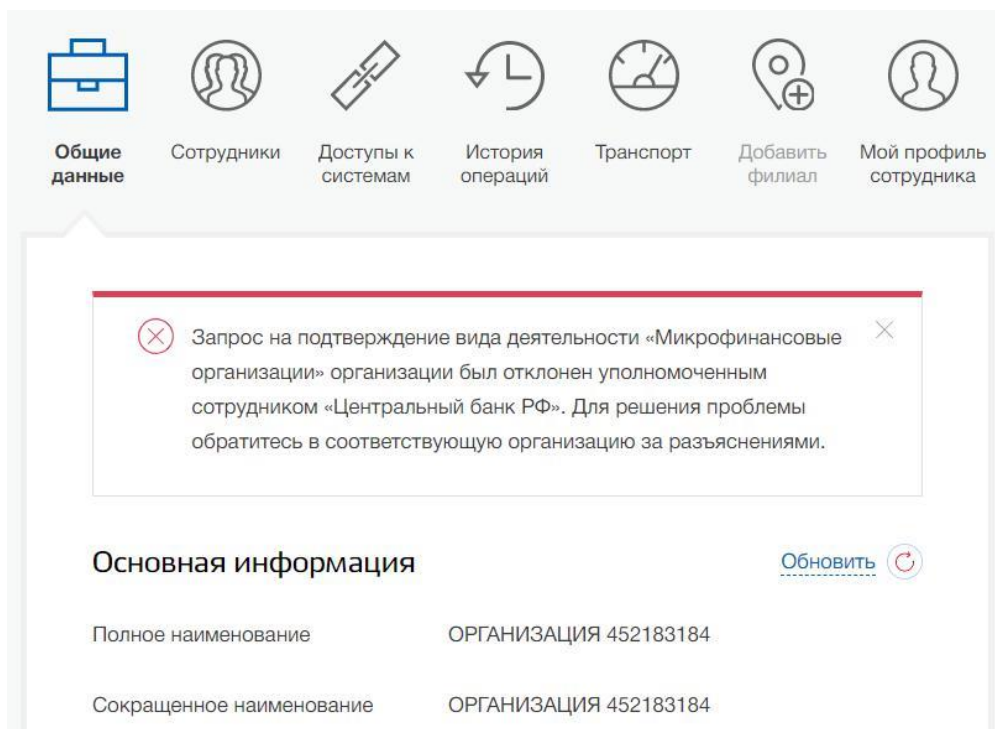 Общие данные
Сотрудники
Доступы к системам
История операций
Транспорт
Добавить филиал
Мой профиль сотрудника
Запрос на подтверждение вида деятельности «Микрофинансовые
организации» организации был отклонен уполномоченным
сотрудником «Центральный банк РФ». Для решения проблемы
обратитесь в соответствующую организацию за разъяснениями.
Основная информация
Обновить
Полное наименование
ОРГАНИЗАЦИЯ 452183184
Сокращенное наименование
ОРГАНИЗАЦИЯ 452183184